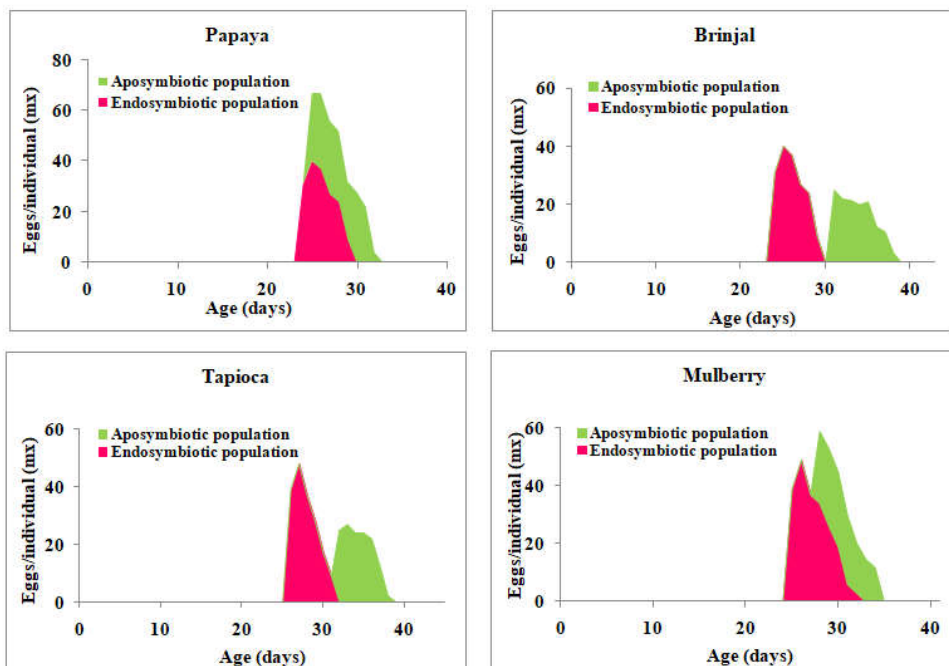 Papaya
Eggs/individual (mx)
80
60
40
20
0
Aposymbiotic population
Endosymbiotic population
0 10 20 30 40
Age (days)
Brinjal
Eggs/individual (mx)
60
40
20
0
Aposymbiotic population
Endosymbiotic population
0 10 20 30 40
Age (days)
Tapioca
Eggs/individual (mx)
60
40
20
0
Aposymbiotic population
Endosymbiotic population
0 10 20 30 40
Age (days)
Mulberry
Eggs/individual (mx)
60
40
20
0
Aposymbiotic population
Endosymbiotic population
0 10 20 30 40
Age (days)